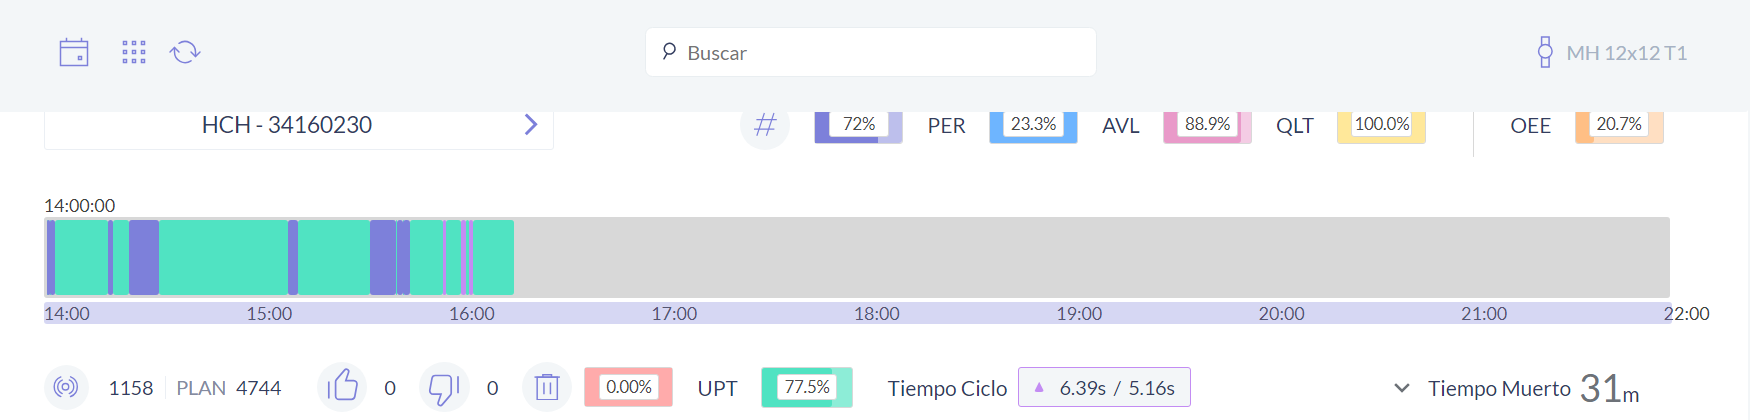 Buscar
MH 12x12 T1
HCH - 34160230
72% PER 23.3% AVL 88.9% QLT 100.0% OEE 20.7%
14:00:00
14:00 15:00 16:00 17:00 18:00 19:00 20:00 21:00 22:00
1158 PLAN 4744 0 0 0.00% UPT 77.5% Tiempo Ciclo 6.39s / 5.16s Tiempo Muerto 31m